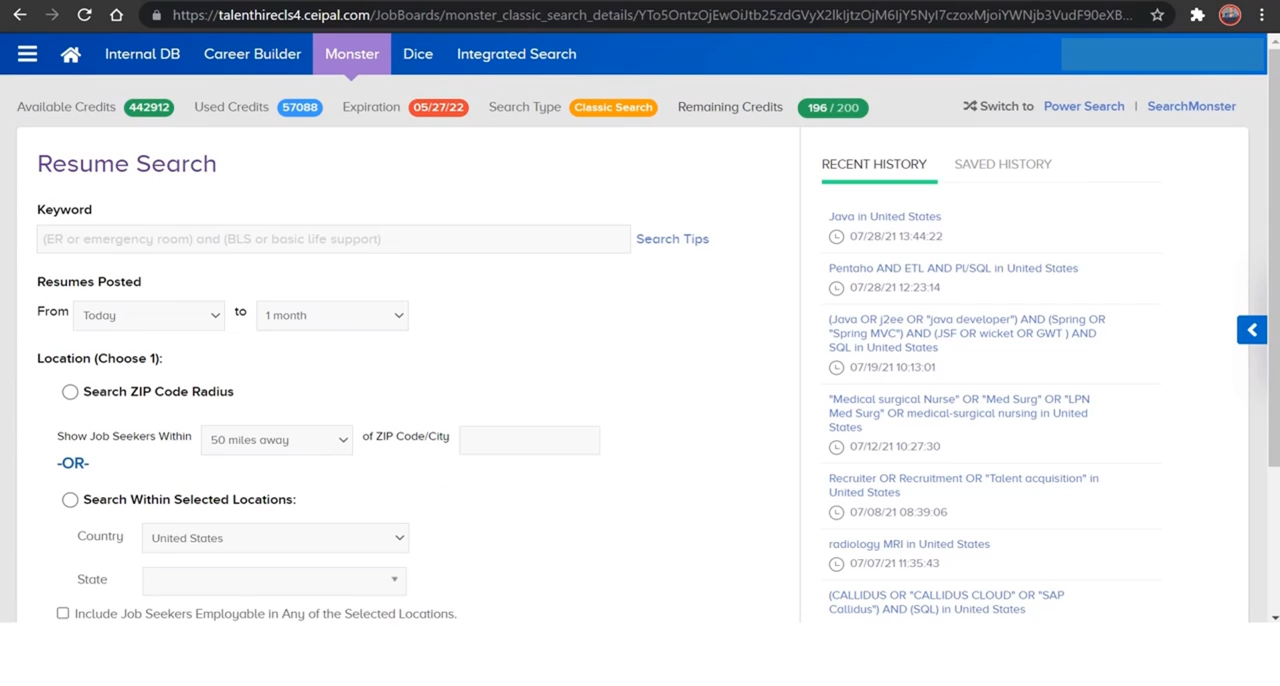 https://talenthirecls4.ceipal.com/JobBoards/monster_classic_search_details/YTo5OntzOjEwOiJtb25zdGVyX2lkIjtzOjM6IjY5NyI7czoxMjoiYWNjb3VudF90eXB...
Internal DB Career Builder Monster Dice Integrated Search
Available Credits 442912 Used Credits 57088 Expiration 05/27/22 Search Type Classic Search Remaining Credits 196 / 200 Switch to Power Search | SearchMonster
Resume Search
Keyword
(ER or emergency room) and (BLS or basic life support) Search Tips
Resumes Posted
From Today to 1 month
Location (Choose 1):
Search ZIP Code Radius
Show Job Seekers Within 50 miles away of ZIP Code/City
-OR-
Search Within Selected Locations:
Country United States
State
Include Job Seekers Employable in Any of the Selected Locations.
RECENT HISTORY SAVED HISTORY
Java in United States
07/28/21 13:44:22
Pentaho AND ETL AND Pl/SQL in United States
07/28/21 12:23:14
(Java OR j2ee OR "java developer") AND (Spring OR
"Spring MVC") AND (JSF OR wicket OR GWT ) AND
SQL in United States
07/19/21 10:13:01
"Medical surgical Nurse" OR "Med Surg" OR "LPN
Med Surg" OR medical-surgical nursing in United
States
07/12/21 10:27:30
Recruiter OR Recruitment OR "Talent acquisition" in
United States
07/08/21 08:39:06
radiology MRI in United States
07/07/21 11:35:43
(CALLIDUS OR "CALLIDUS CLOUD" OR "SAP
Callidus") AND (SQL) in United States